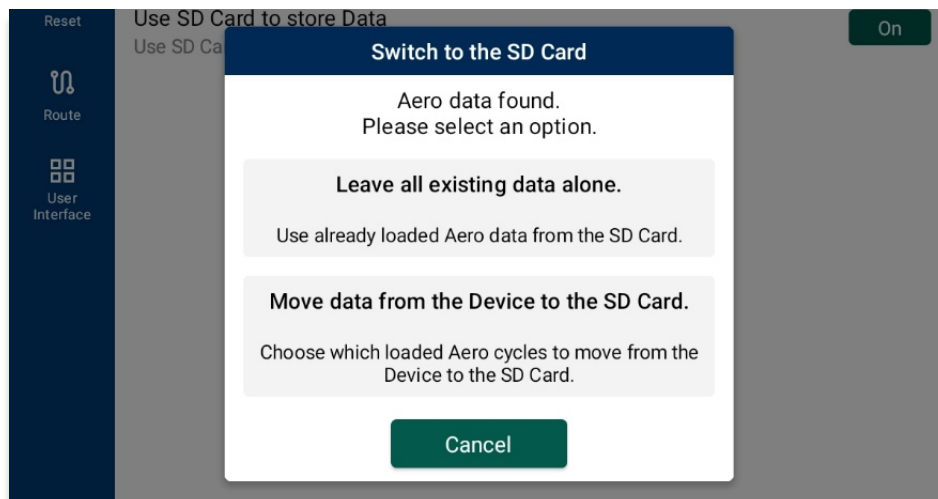 Reset
Use SD Card to store Data
Use SD Ca
On
Switch to the SD Card
Route
Aero data found.
Please select an option.
User
Interface
Leave all existing data alone.
Use already loaded Aero data from the SD Card.
Move data from the Device to the SD Card.
Choose which loaded Aero cycles to move from the
Device to the SD Card.
Cancel